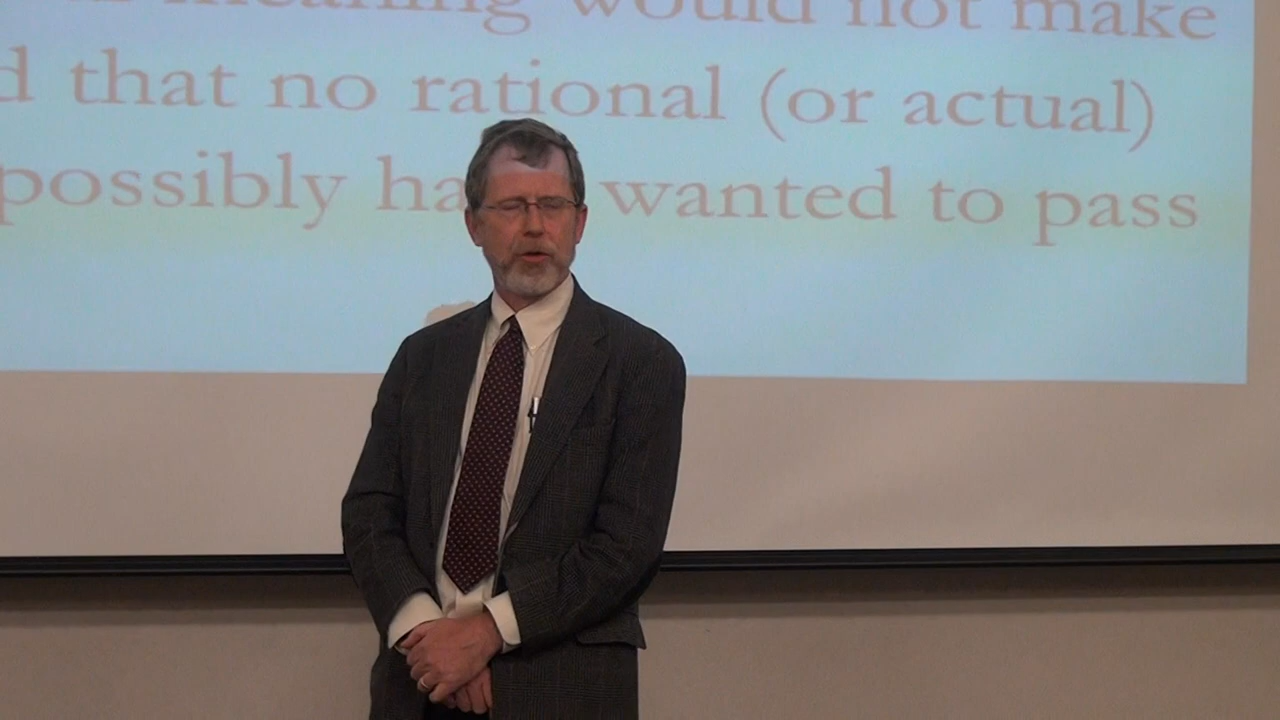 meaning would not make
d that no rational (or actual)
possibly ha wanted to pass